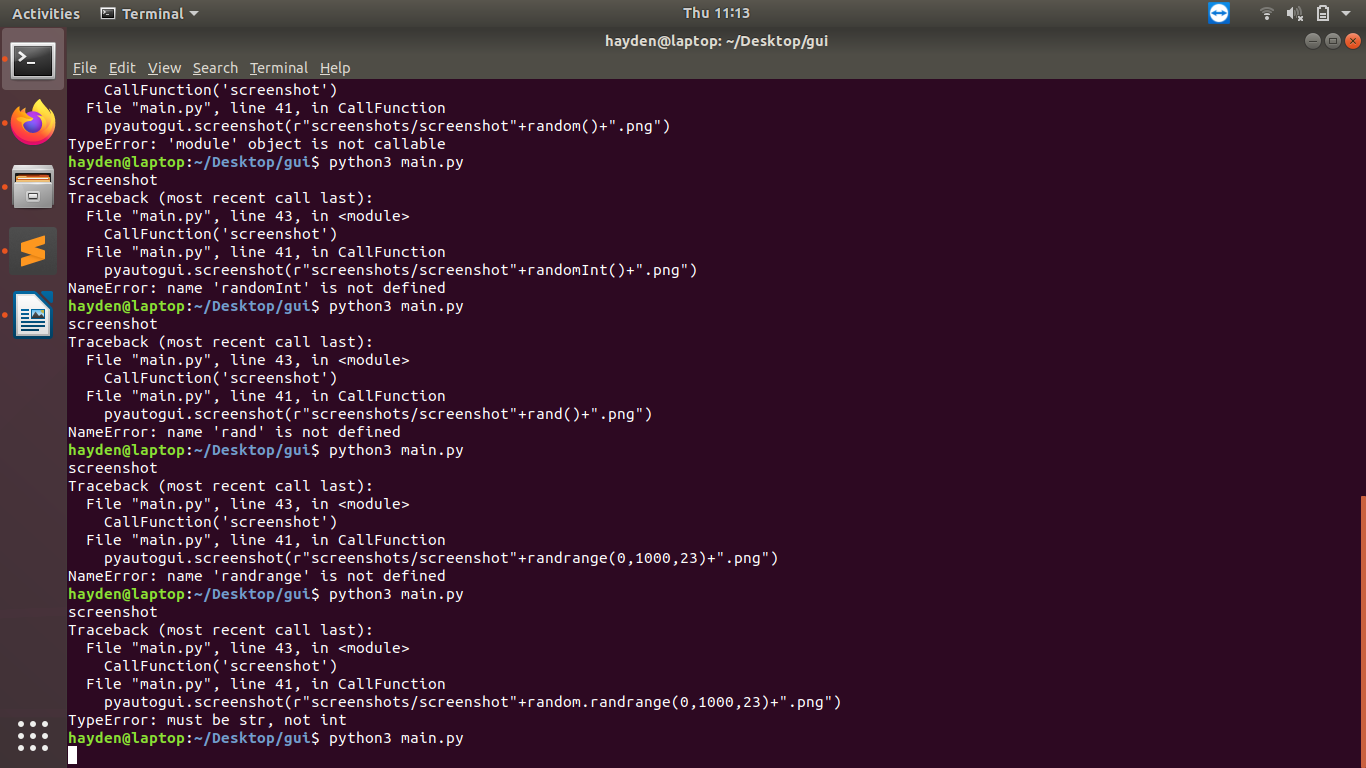 Activities Terminal Thu 11:13
hayden@laptop: ~/Desktop/gui
File Edit View Search Terminal Help
CallFunction('screenshot')
File "main.py", line 41, in CallFunction
pyautogui.screenshot(r"screenshots/screenshot"+random()+".png")
TypeError: 'module' object is not callable
hayden@laptop:~/Desktop/gui$ python3 main.py
screenshot
Traceback (most recent call last):
File "main.py", line 43, in <module>
CallFunction('screenshot')
File "main.py", line 41, in CallFunction
pyautogui.screenshot(r"screenshots/screenshot"+randomInt()+".png")
NameError: name 'randomInt' is not defined
hayden@laptop:~/Desktop/gui$ python3 main.py
screenshot
Traceback (most recent call last):
File "main.py", line 43, in <module>
CallFunction('screenshot')
File "main.py", line 41, in CallFunction
pyautogui.screenshot(r"screenshots/screenshot"+rand()+".png")
NameError: name 'rand' is not defined
hayden@laptop:~/Desktop/gui$ python3 main.py
screenshot
Traceback (most recent call last):
File "main.py", line 43, in <module>
CallFunction('screenshot')
File "main.py", line 41, in CallFunction
pyautogui.screenshot(r"screenshots/screenshot"+randrange(0,1000,23)+".png")
NameError: name 'randrange' is not defined
hayden@laptop:~/Desktop/gui$ python3 main.py
screenshot
Traceback (most recent call last):
File "main.py", line 43, in <module>
CallFunction('screenshot')
File "main.py", line 41, in CallFunction
pyautogui.screenshot(r"screenshots/screenshot"+random.randrange(0,1000,23)+".png")
TypeError: must be str, not int
hayden@laptop:~/Desktop/gui$ python3 main.py